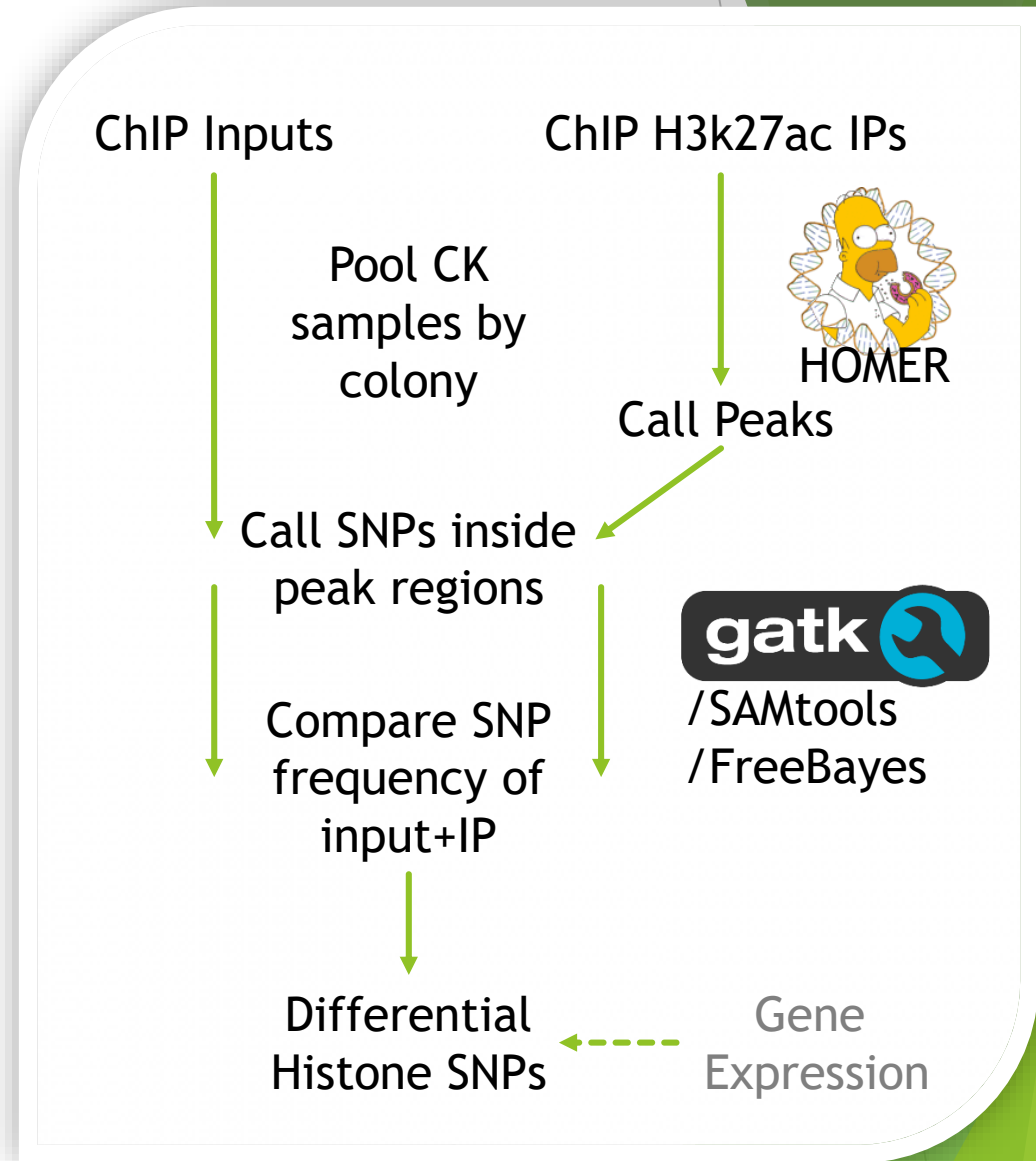 ChIP Inputs
ChIP H3k27ac IPs
Pool CK
samples by
colony
HOMER
Call Peaks
Call SNPs inside
peak regions
gatk
/SAMtools
/FreeBayes
Compare SNP
frequency of
input+IP
Differential
Histone SNPs
Gene
Expression